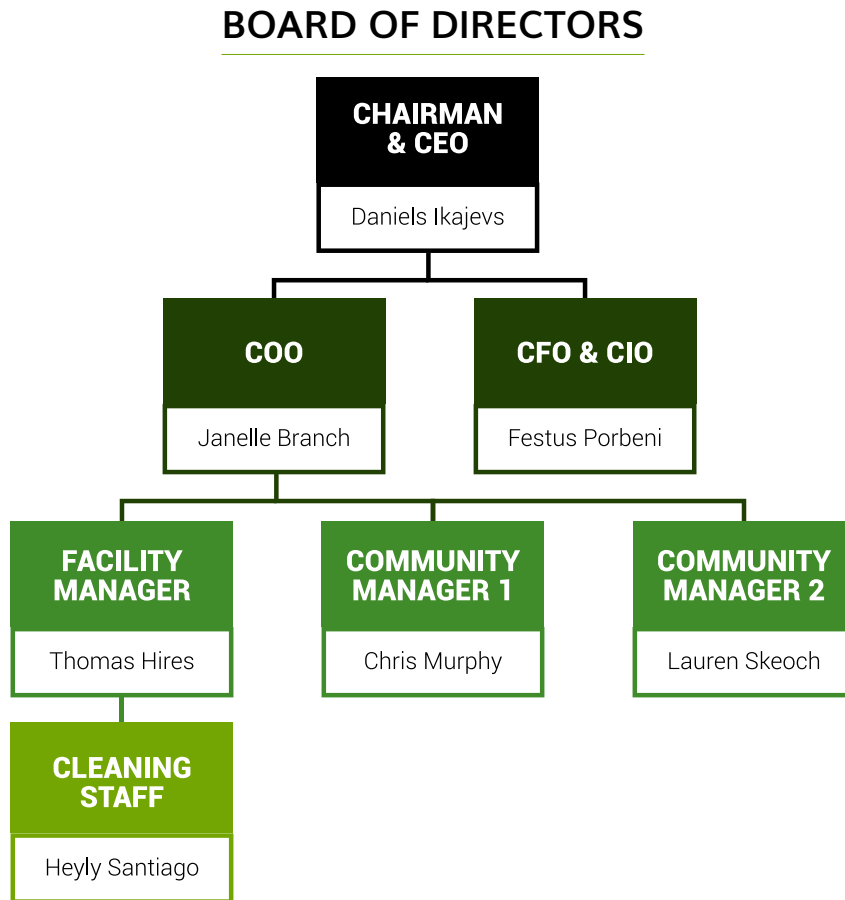 BOARD OF DIRECTORS
CHAIRMAN
& CEO
Daniels Ikajevs
COO
Janelle Branch
CFO & CIO
Festus Porbeni
FACILITY
MANAGER
Thomas Hires
COMMUNITY
MANAGER 1
Chris Murphy
COMMUNITY
MANAGER 2
Lauren Skeoch
CLEANING
STAFF
Heyly Santiago